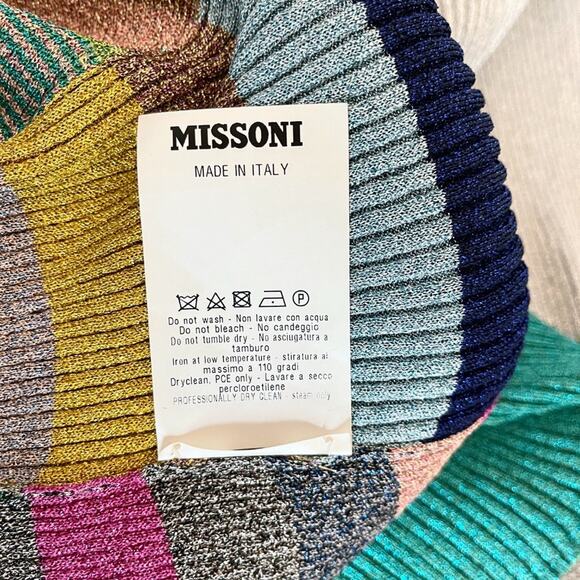 MISSONI
MADE IN ITALY
P
Do not wash - Non lavare con acqua
Do not bleach - No candeggio
Do not tumble dry - No asciugatura a
tamburo
Iron at low temperature - stiratura al
massimo a 110 gradi
Dryclean, PCE only - Lavare a secco
percloroetilene
PROFESSIONALLY DRY CLEAN - steam only